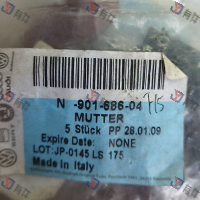 N -901-686-04
MUTTER
5 Stück PP 28.01.09
Expire Date: NONE
LOT:JP-0145 LS 175
Made in Italy